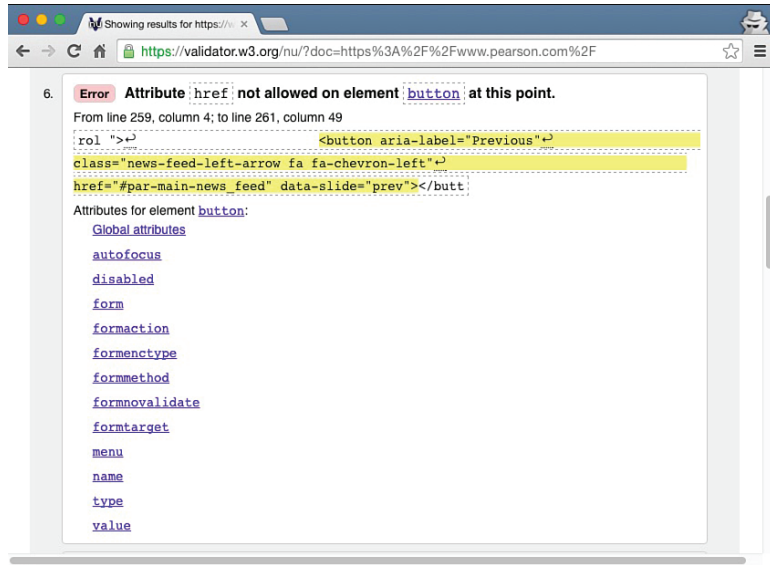 Showing results for https://w
https://validator.w3.org/nu/?doc=https%3A%2F%2Fwww.pearson.com%2F
6. Error Attribute href not allowed on element button at this point.
From line 259, column 4; to line 261, column 49
rol ">↩ <button aria-label="Previous"↩
class="news-feed-left-arrow fa fa-chevron-left"↩
href="#par-main-news_feed" data-slide="prev"></butt
Attributes for element button:
Global attributes
autofocus
disabled
form
formaction
formenctype
formmethod
formnovalidate
formtarget
menu
name
type
value